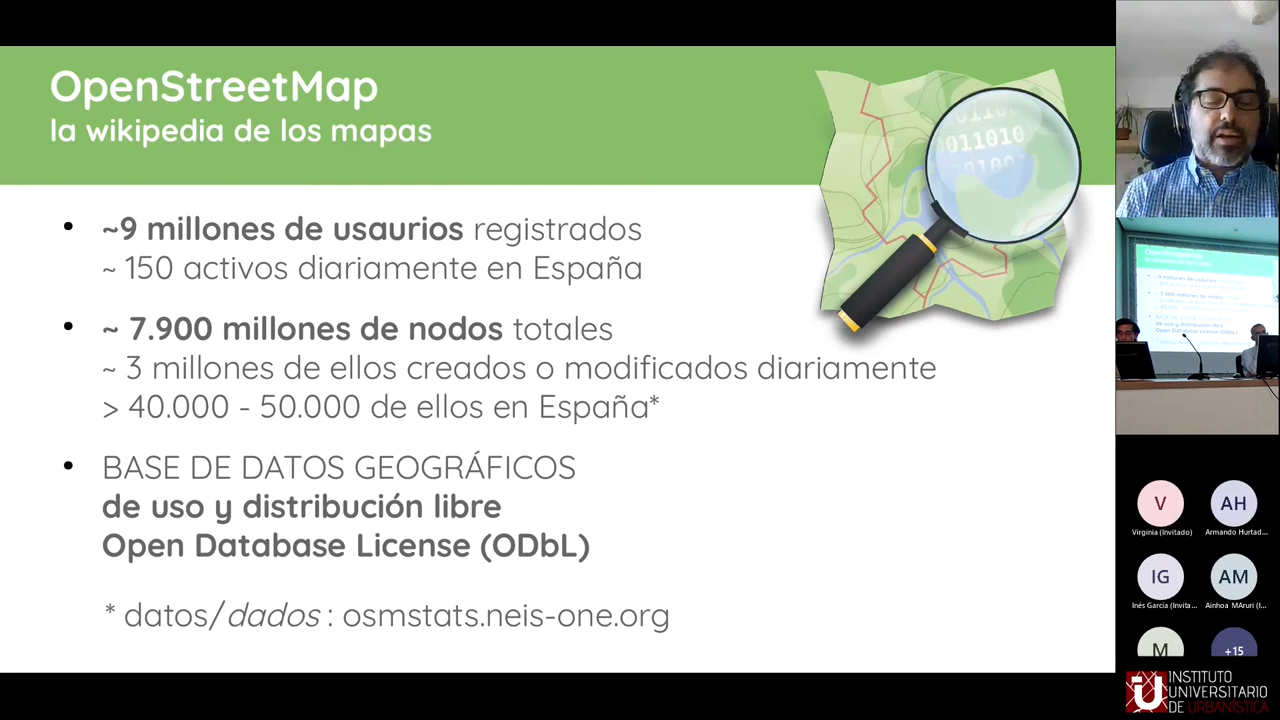 OpenStreetMap
la wikipedia de los mapas
01101
011010
01001
~9 millones de usaurios registrados
~ 150 activos diariamente en España
~ 7.900 millones de nodos totales
~ 3 millones de ellos creados o modificados diariamente
> 40.000 - 50.000 de ellos en España*
BASE DE DATOS GEOGRÁFICOS
de uso y distribución libre
Open Database License (ODbL)
* datos/dados : osmstats.neis-one.org
V
AH
Virginia (Invitado)
Armando Hurtad...
IG
AM
Inés García (Invita...
Ainhoa MAruri (I...
M
+15
INSTITUTO
UNIVERSITARIO
DE URBANÍSTICA